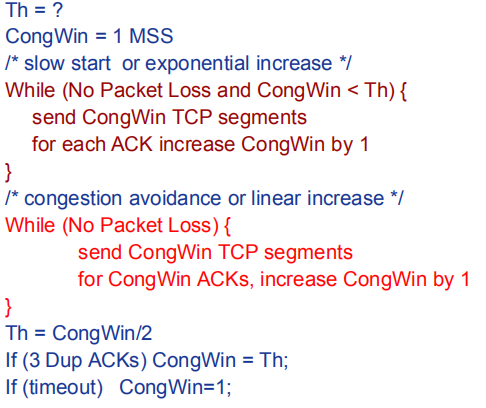 Th = ?
CongWin = 1 MSS
/* slow start or exponential increase */
While (No Packet Loss and CongWin < Th) {
send CongWin TCP segments
for each ACK increase CongWin by 1
}
/* congestion avoidance or linear increase */
While (No Packet Loss) {
send CongWin TCP segments
for CongWin ACKs, increase CongWin by 1
}
Th = CongWin/2
If (3 Dup ACKs) CongWin = Th;
If (timeout) CongWin=1;